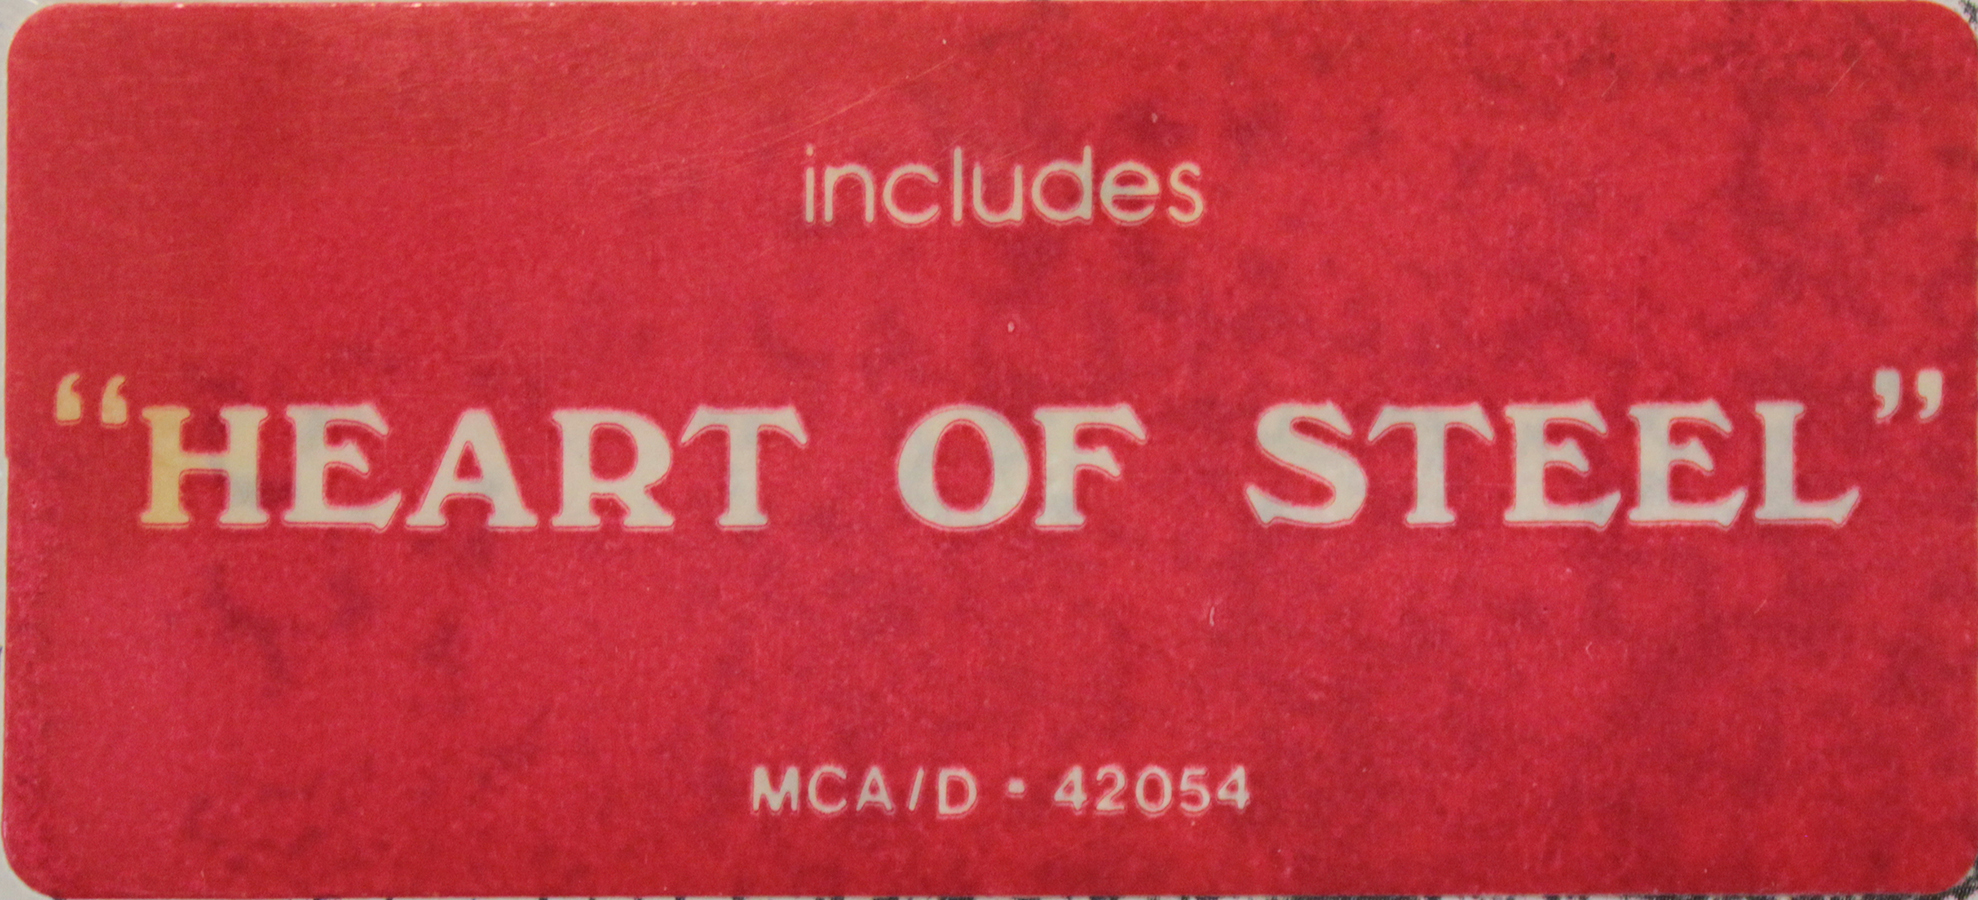 includes
“HEART OF STEEL”
MCA/D · 42054